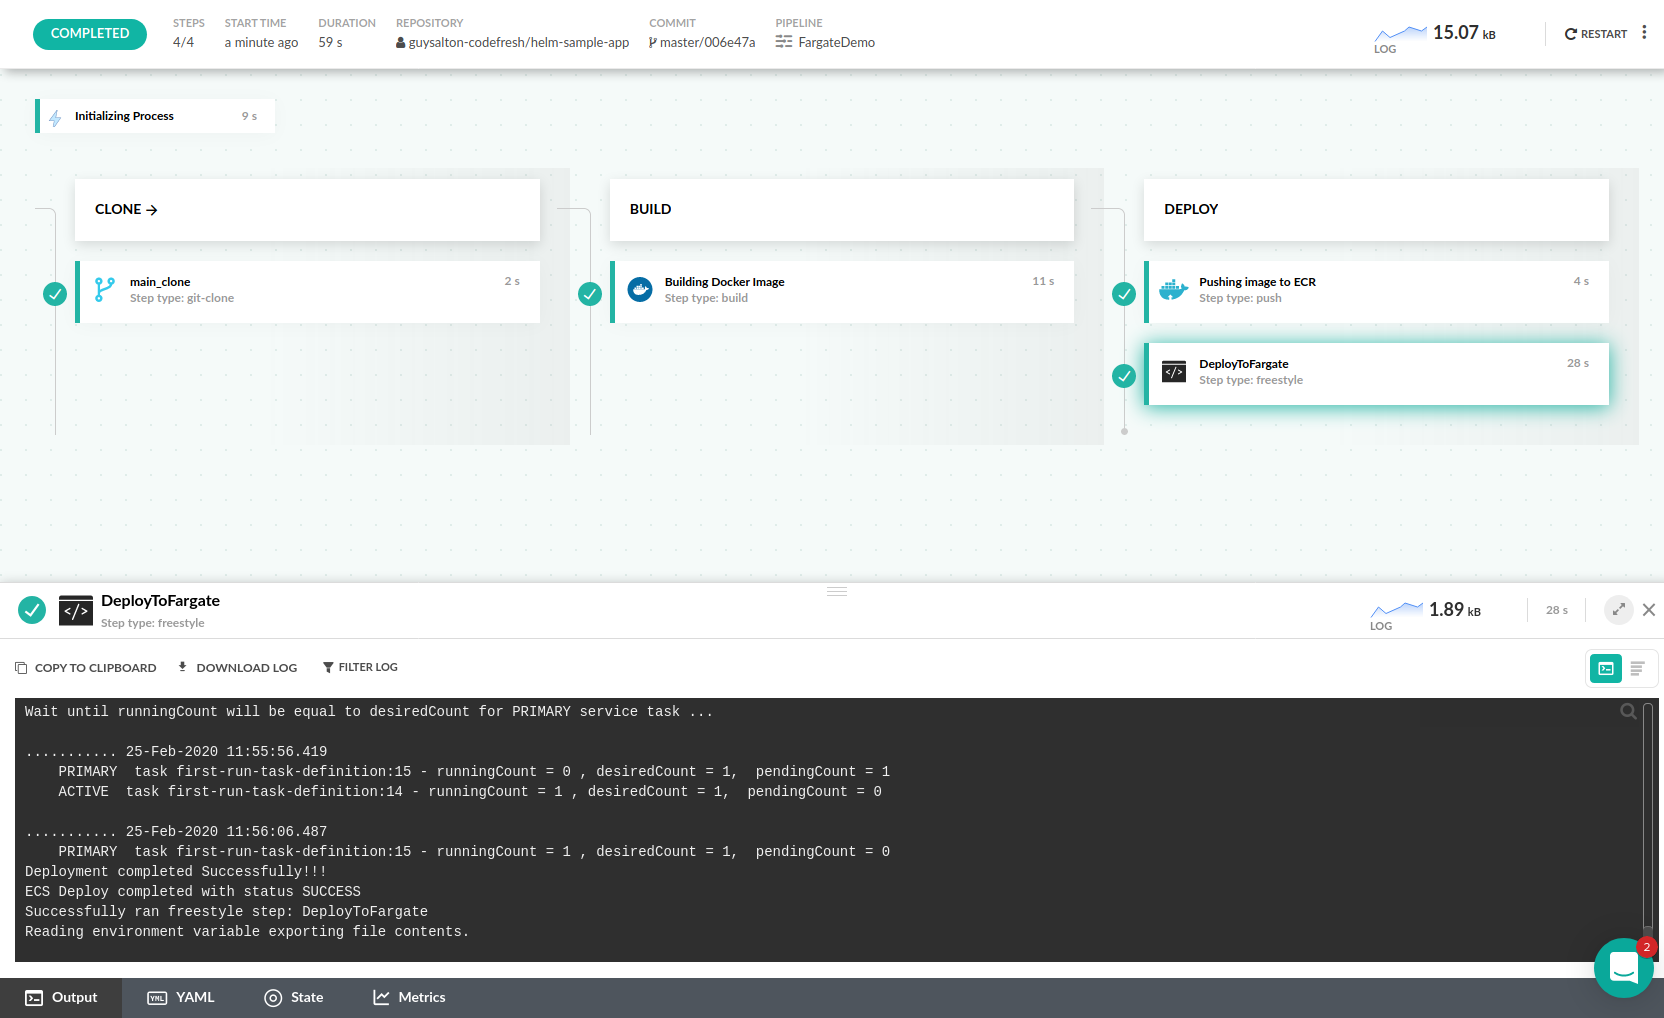 COMPLETED
STEPS
4/4
START TIME
a minute ago
DURATION
59 s
REPOSITORY
guysalton-codefresh/helm-sample-app
COMMIT
master/006e47a
PIPELINE
FargateDemo
LOG
15.07 kB
RESTART
Initializing Process 9 s
CLONE
main_clone 2 s
Step type: git-clone
BUILD
Building Docker Image 11 s
Step type: build
DEPLOY
Pushing image to ECR 4 s
Step type: push
DeployToFargate 28 s
Step type: freestyle
DeployToFargate
Step type: freestyle
LOG
1.89 kB
28 s
COPY TO CLIPBOARD DOWNLOAD LOG FILTER LOG
Wait until runningCount will be equal to desiredCount for PRIMARY service task ...
........... 25-Feb-2020 11:55:56.419
PRIMARY  task first-run-task-definition:15 - runningCount = 0 , desiredCount = 1,  pendingCount = 1
ACTIVE  task first-run-task-definition:14 - runningCount = 1 , desiredCount = 1,  pendingCount = 0
........... 25-Feb-2020 11:56:06.487
PRIMARY  task first-run-task-definition:15 - runningCount = 1 , desiredCount = 1,  pendingCount = 0
Deployment completed Successfully!!!
ECS Deploy completed with status SUCCESS
Successfully ran freestyle step: DeployToFargate
Reading environment variable exporting file contents.
2
Output YML YAML State Metrics